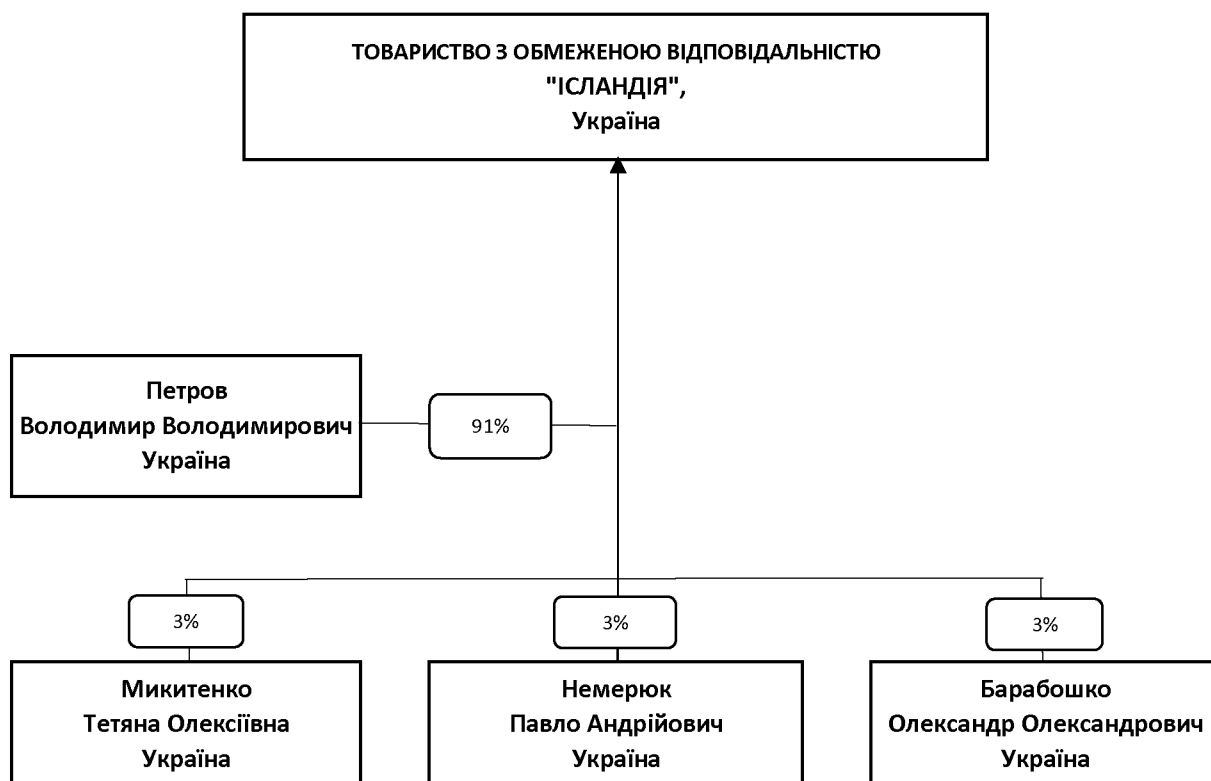 ТОВАРИСТВО З ОБМЕЖЕНОЮ ВІДПОВІДАЛЬНІСТЮ
"ІСЛАНДІЯ",
Україна
Петров
Володимир Володимирович
Україна
91%
3%
3%
3%
Микитенко
Тетяна Олексіївна
Україна
Немерюк
Павло Андрійович
Україна
Барабошко
Олександр Олександрович
Україна